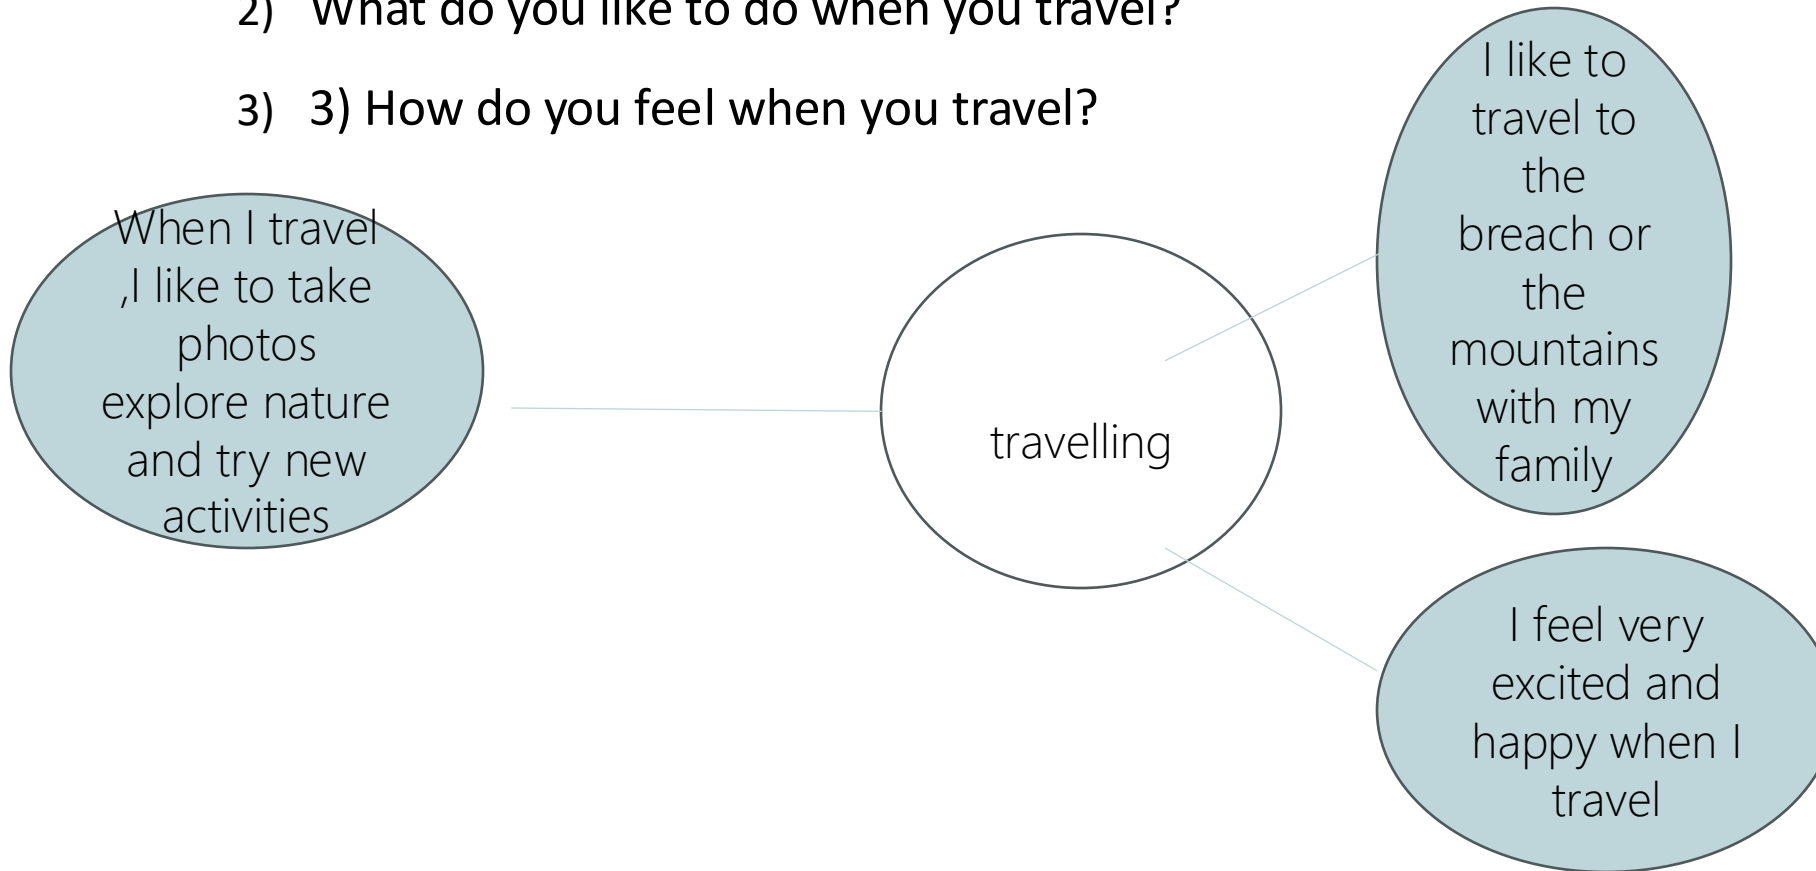 2) What do you like to do when you travel?
3) 3) How do you feel when you travel?
When I travel
,I like to take
photos
explore nature
and try new
activities
travelling
I like to
travel to
the
breach or
the
mountains
with my
family
I feel very
excited and
happy when I
travel